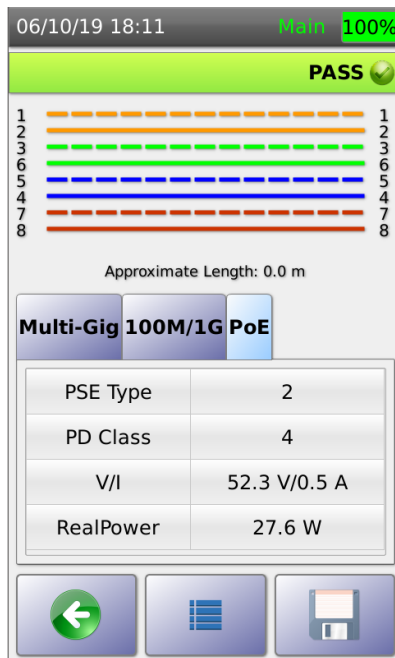 06/10/19 18:11 Main 100%
PASS
1 1
2 2
3 3
6 6
5 5
4 4
7 7
8 8
Approximate Length: 0.0 m
Multi-Gig 100M/1G PoE
PSE Type 2
PD Class 4
V/I 52.3 V/0.5 A
RealPower 27.6 W